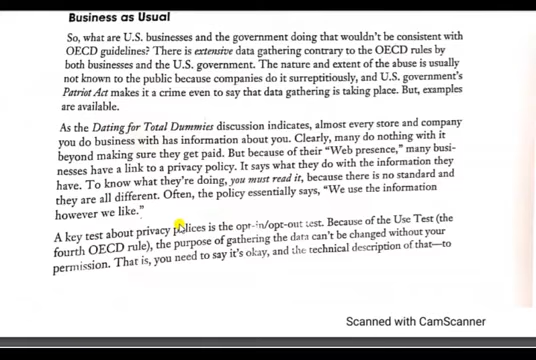 Business as Usual
So, what are U.S. businesses and the government doing that wouldn't be consistent with
OECD guidelines? There is extensive data gathering contrary to the OECD rules by
both businesses and the U.S. government. The nature and extent of the abuse is usually
not known to the public because companies do it surreptitiously, and U.S. government's
Patriot Act makes it a crime even to say that data gathering is taking place. But, examples
are available.
As the Dating for Total Dummies discussion indicates, almost every store and company
you do business with has information about you. Clearly, many do nothing with it
beyond making sure they get paid. But because of their "Web presence," many busi-
nesses have a link to a privacy policy. It says what they do with the information they
have. To know what they're doing, you must read it, because there is no standard and
they are all different. Often, the policy essentially says, "We use the information
however we like."
A key test about privacy polices is the opt-in/opt-out test. Because of the Use Test (the
fourth OECD rule), the purpose of gathering the data can't be changed without your
permission. That is, you need to say it's okay, and the technical description of that—to
Scanned with CamScanner